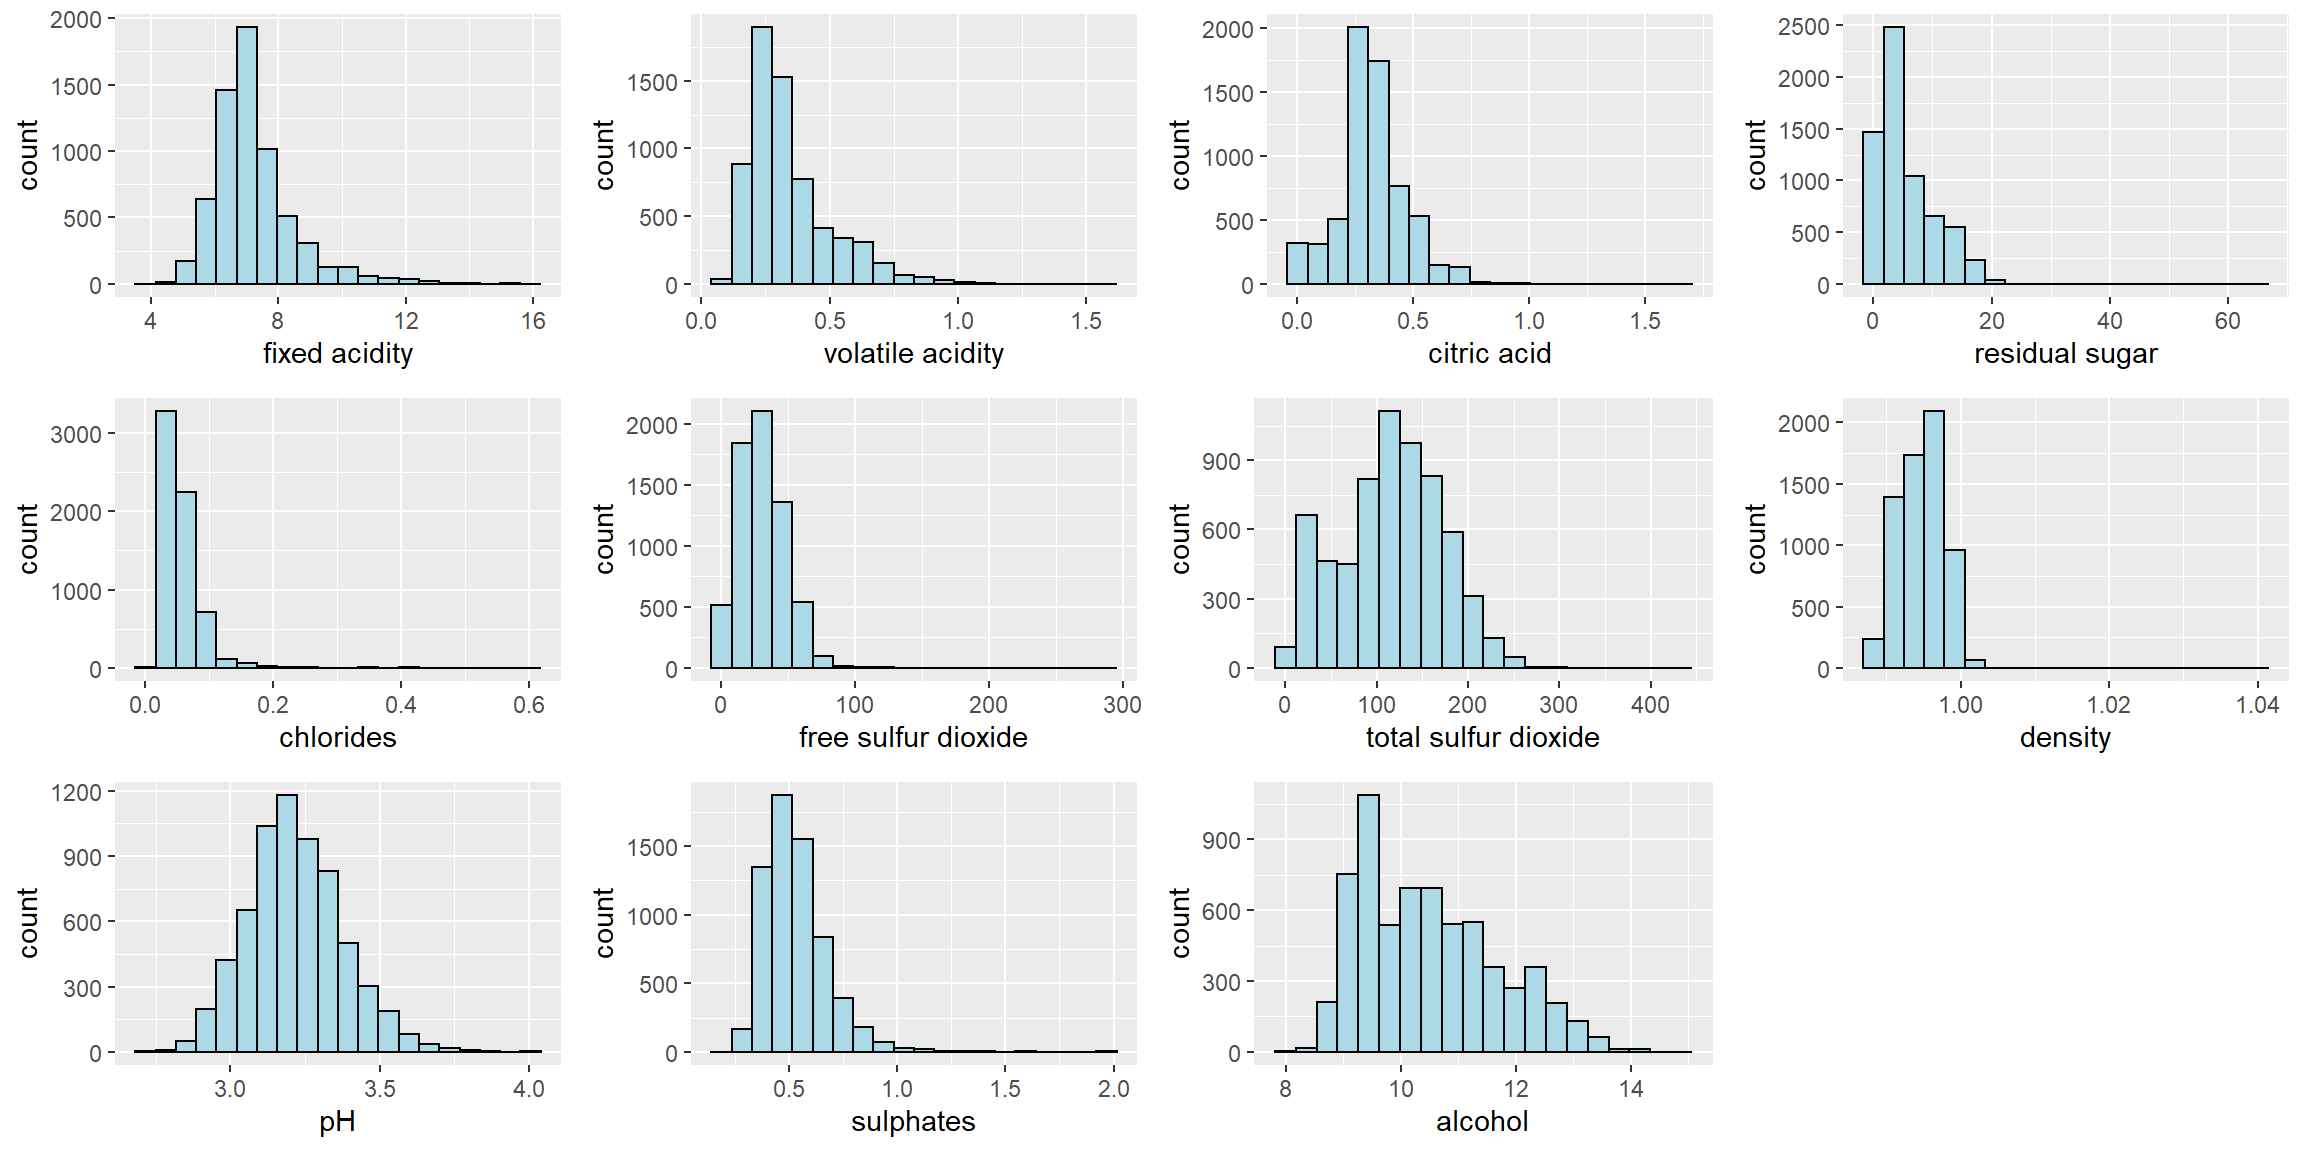 count
2000
1500
1000
500
0
4 8 12 16
fixed acidity
count
1500
1000
500
0
0.0 0.5 1.0 1.5
volatile acidity
count
2000
1500
1000
500
0
0.0 0.5 1.0 1.5
citric acid
count
2500
2000
1500
1000
500
0
0 20 40 60
residual sugar
count
3000
2000
1000
0
0.0 0.2 0.4 0.6
chlorides
count
2000
1500
1000
500
0
0 100 200 300
free sulfur dioxide
count
900
600
300
0
0 100 200 300 400
total sulfur dioxide
count
2000
1500
1000
500
0
1.00 1.02 1.04
density
count
1200
900
600
300
0
3.0 3.5 4.0
pH
count
1500
1000
500
0
0.5 1.0 1.5 2.0
sulphates
count
900
600
300
0
8 10 12 14
alcohol